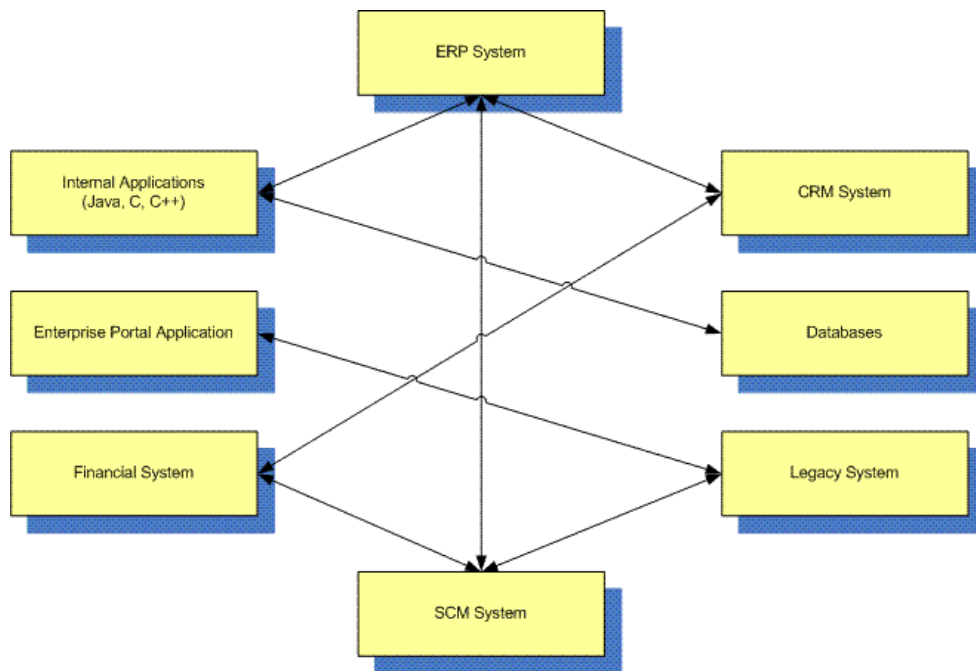 ERP System
Internal Applications
(Java, C, C++)
CRM System
Enterprise Portal Application
Databases
Financial System
Legacy System
SCM System